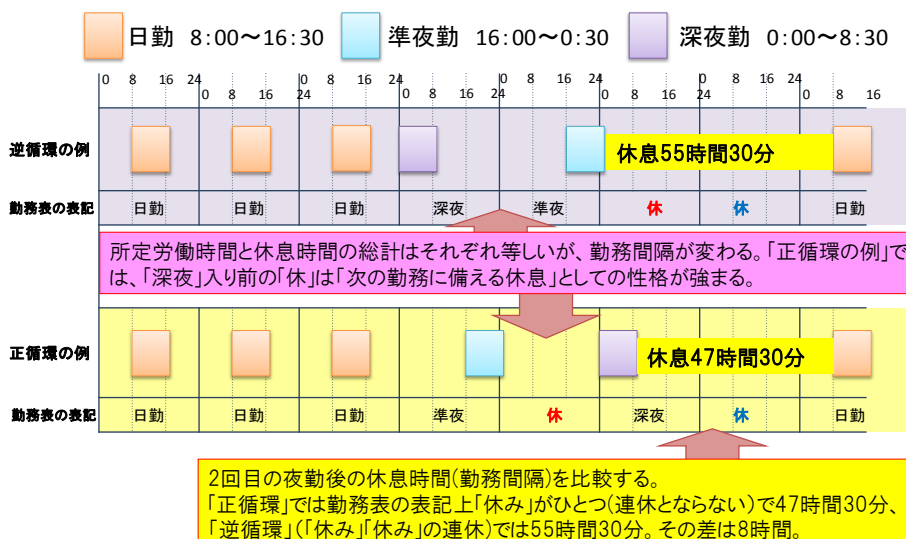 日勤 8:00～16:30 準夜勤 16:00～0:30 深夜勤 0:00～8:30
0 8 16 24 0 8 16 24 0 8 16 24 0 8 16 24 0 8 16 24 0 8 16 24 0 8 16 24 0 8 16
逆循環の例
休息55時間30分
勤務表の表記 日勤 日勤 日勤 深夜 準夜 休 休 日勤
所定労働時間と休息時間の総計はそれぞれ等しいが、勤務間隔が変わる。「正循環の例」で
は、「深夜」入り前の「休」は「次の勤務に備える休息」としての性格が強まる。
正循環の例
休息47時間30分
勤務表の表記 日勤 日勤 日勤 準夜 休 深夜 休 日勤
2回目の夜勤後の休息時間(勤務間隔)を比較する。
「正循環」では勤務表の表記上「休み」がひとつ(連休とならない)で47時間30分、
「逆循環」(「休み」「休み」の連休)では55時間30分。その差は8時間。